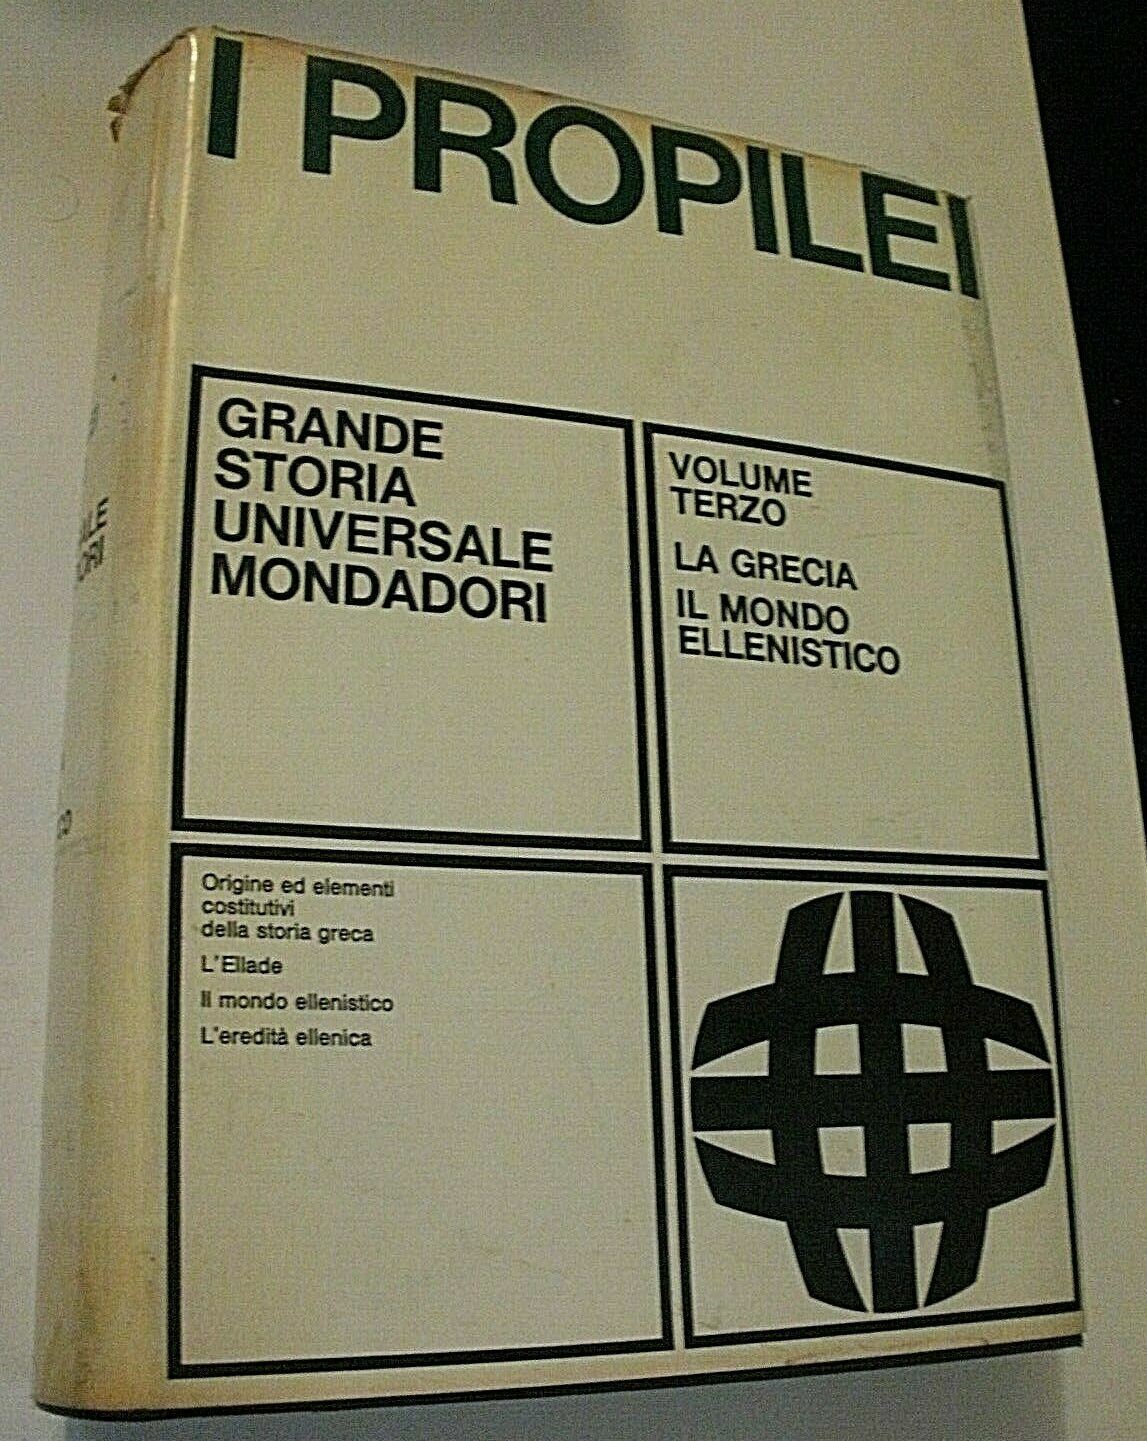 I PROPILEI
GRANDE
STORIA
UNIVERSALE
MONDADORI
VOLUME
TERZO
LA GRECIA
IL MONDO
ELLENISTICO
Origine ed elementi
costitutivi
della storia greca
L'Ellade
Il mondo ellenistico
L'eredità ellenica